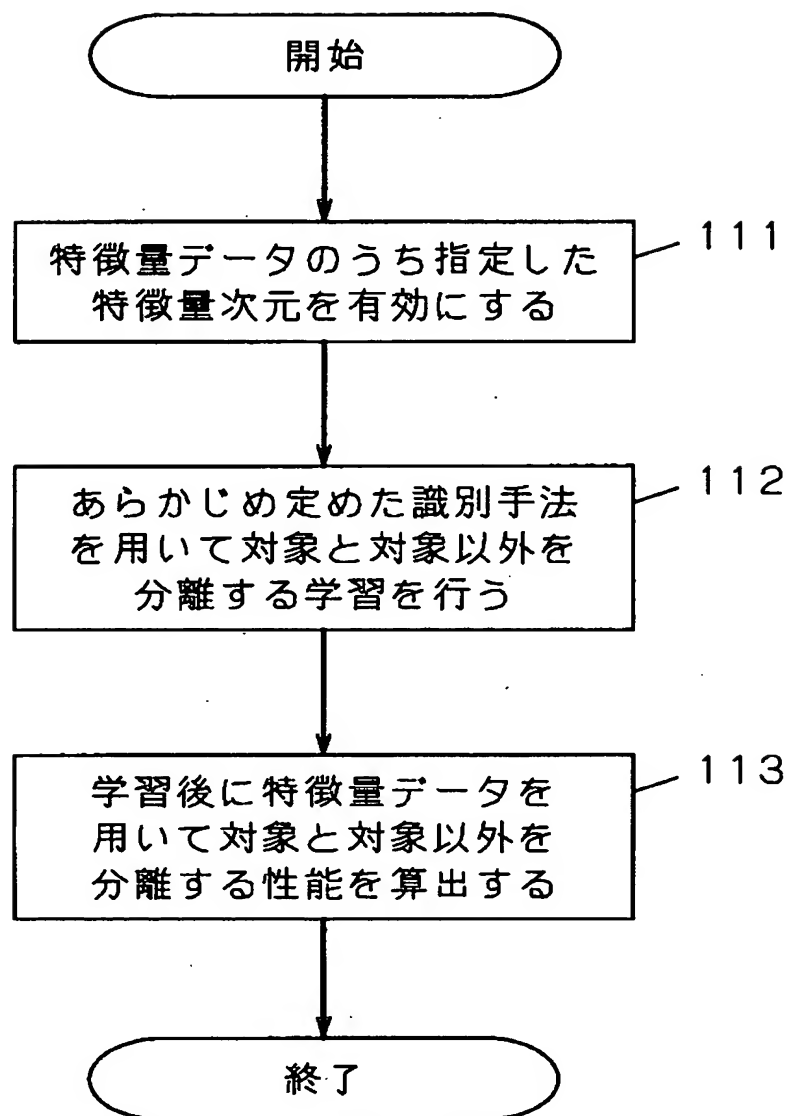 開始
特徴量データのうち指定した
特徴量次元を有効にする
111
あらかじめ定めた識別手法
を用いて対象と対象以外を
分離する学習を行う
112
学習後に特徴量データを
用いて対象と対象以外を
分離する性能を算出する
113
終了